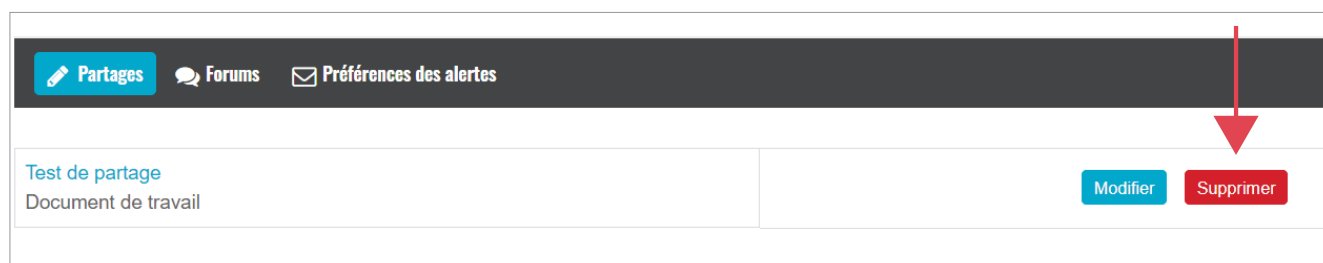 Partages Forums Préférences des alertes
Test de partage
Document de travail
Modifier Supprimer